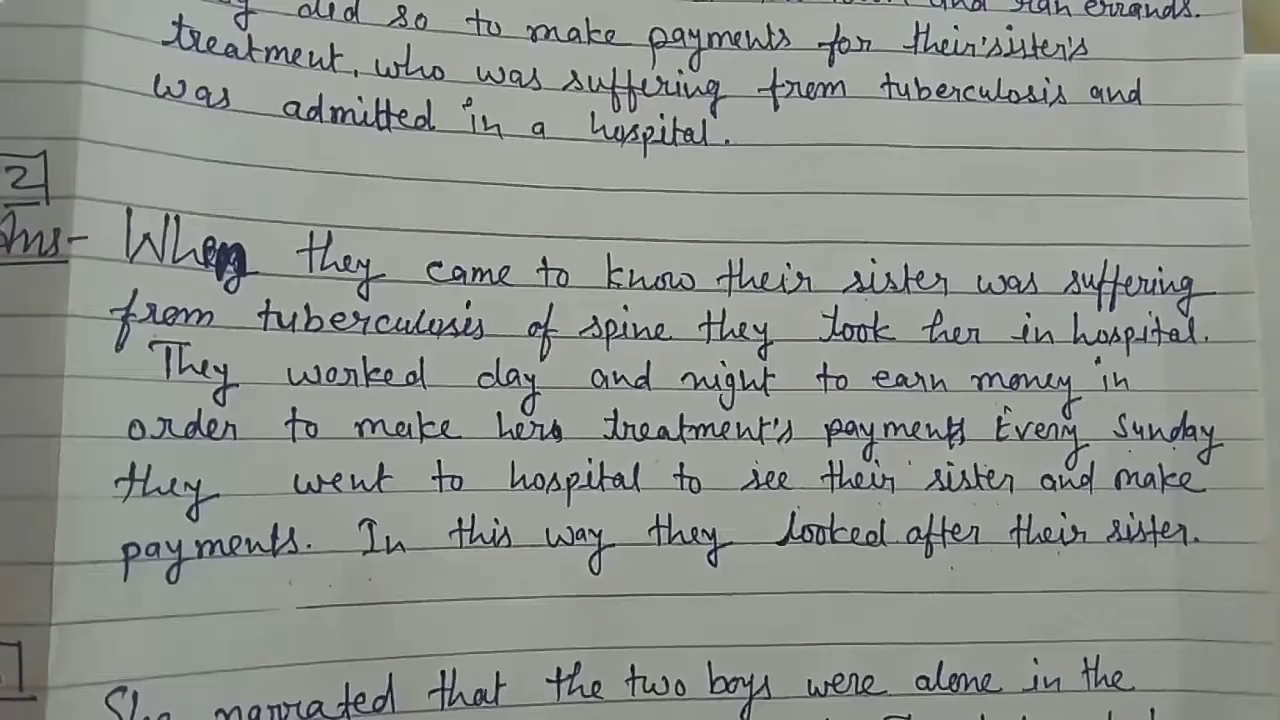 did so to make payments for their sister's
treatment, who was suffering from tuberculosis and
was admitted in a hospital.
2
Ans- When they came to know their sister was suffering
from tuberculosis of spine they took her in hospital.
They worked day and night to earn money in
order to make her treatment's payments Every Sunday
they went to hospital to see their sister and make
payments. In this way they looked after their sister.
She narrated that the two boys were alone in the